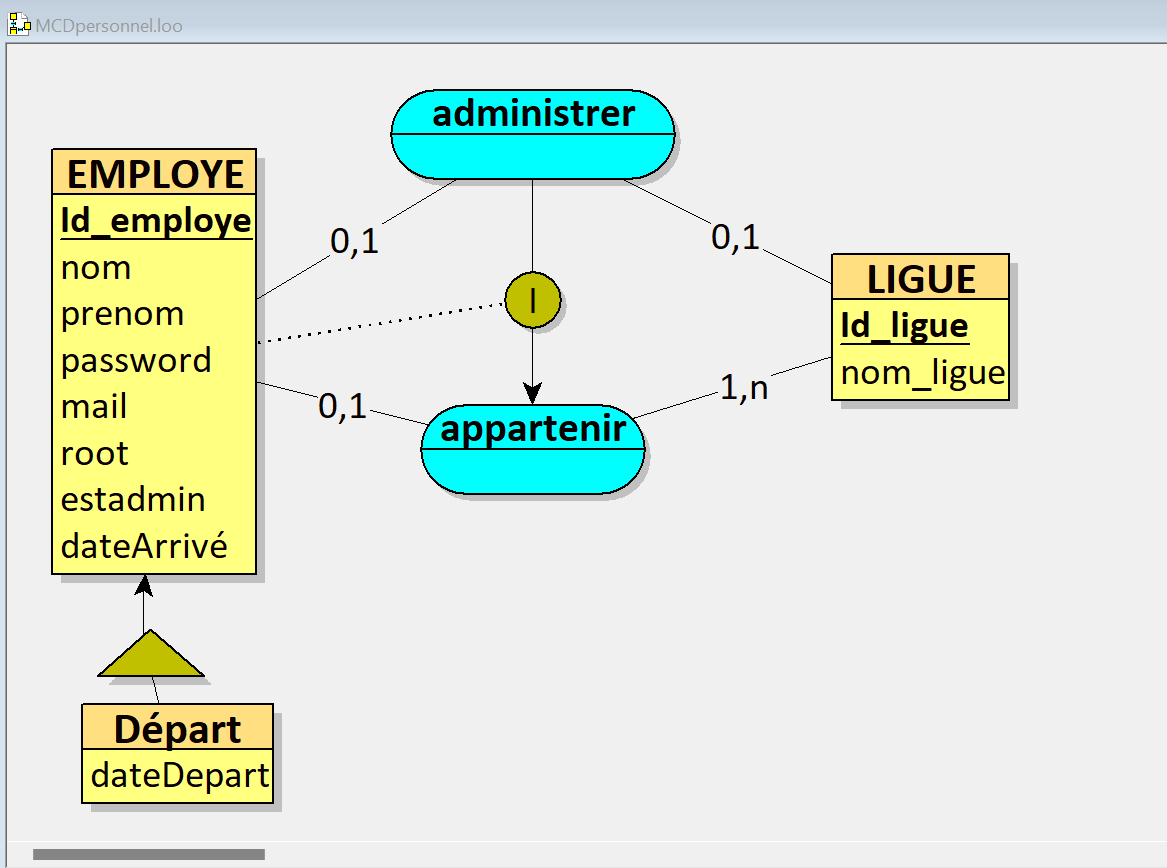 MCDpersonnel.loo
administrer
EMPLOYE
Id_employe
nom
prenom
password
mail
root
estadmin
dateArrivé
0,1
0,1
I
LIGUE
Id_ligue
nom_ligue
0,1
1,n
appartenir
Départ
dateDepart